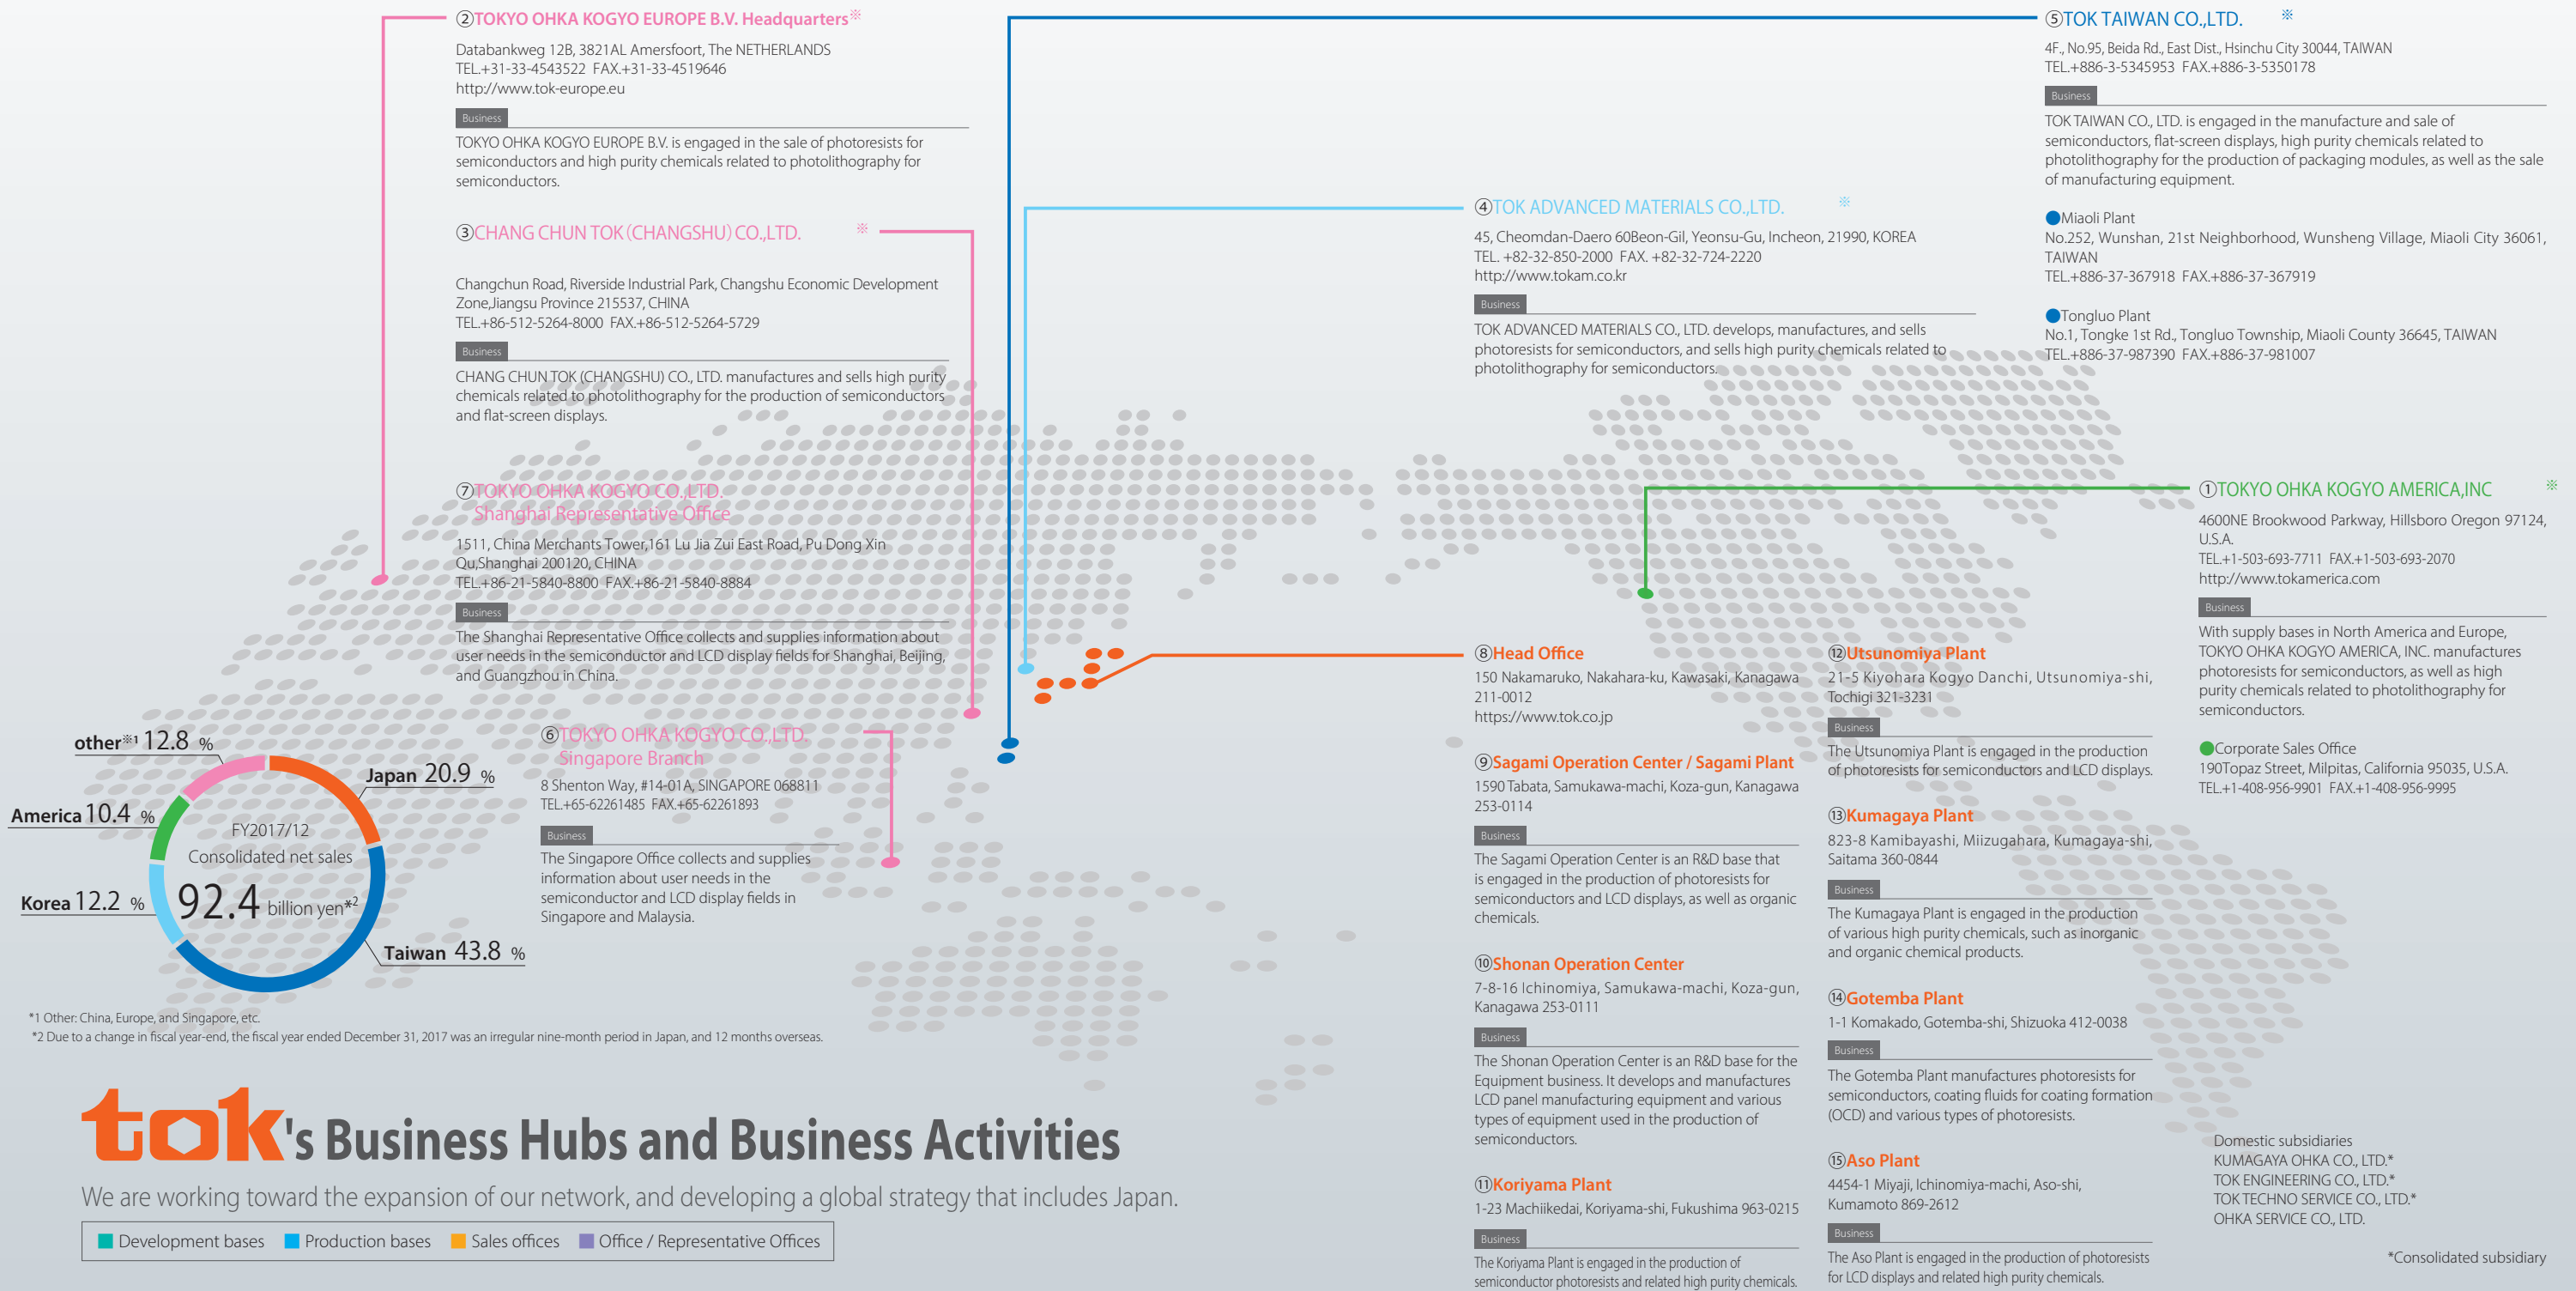 ②TOKYO OHKA KOGYO EUROPE B.V. Headquarters※
Databankweg 12B, 3821AL Amersfoort, The NETHERLANDS
TEL.+31-33-4543522 FAX.+31-33-4519646
http://www.tok-europe.eu
Business
TOKYO OHKA KOGYO EUROPE B.V. is engaged in the sale of photoresists for
semiconductors and high purity chemicals related to photolithography for
semiconductors.
③CHANG CHUN TOK（CHANGSHU）CO.,LTD. ※
Changchun Road, Riverside Industrial Park, Changshu Economic Development
Zone,Jiangsu Province 215537, CHINA
TEL.+86-512-5264-8000 FAX.+86-512-5264-5729
Business
CHANG CHUN TOK (CHANGSHU) CO., LTD. manufactures and sells high purity
chemicals related to photolithography for the production of semiconductors
and flat-screen displays.
⑦TOKYO OHKA KOGYO CO.,LTD.
Shanghai Representative Office
1511, China Merchants Tower,161 Lu Jia Zui East Road, Pu Dong Xin
Qu,Shanghai 200120, CHINA
TEL.+86-21-5840-8800 FAX.+86-21-5840-8884
Business
The Shanghai Representative Office collects and supplies information about
user needs in the semiconductor and LCD display fields for Shanghai, Beijing,
and Guangzhou in China.
⑥TOKYO OHKA KOGYO CO.,LTD.
Singapore Branch
8 Shenton Way, #14-01A, SINGAPORE 068811
TEL.+65-62261485 FAX.+65-62261893
Business
The Singapore Office collects and supplies
information about user needs in the
semiconductor and LCD display fields in
Singapore and Malaysia.
⑤TOK TAIWAN CO.,LTD. ※
4F., No.95, Beida Rd., East Dist., Hsinchu City 30044, TAIWAN
TEL.+886-3-5345953 FAX.+886-3-5350178
Business
TOK TAIWAN CO., LTD. is engaged in the manufacture and sale of
semiconductors, flat-screen displays, high purity chemicals related to
photolithography for the production of packaging modules, as well as the sale
of manufacturing equipment.
●Miaoli Plant
No.252, Wunshan, 21st Neighborhood, Wunsheng Village, Miaoli City 36061,
TAIWAN
TEL.+886-37-367918 FAX.+886-37-367919
●Tongluo Plant
No.1, Tongke 1st Rd., Tongluo Township, Miaoli County 36645, TAIWAN
TEL.+886-37-987390 FAX.+886-37-981007
④TOK ADVANCED MATERIALS CO.,LTD. ※
45, Cheomdan-Daero 60Beon-Gil, Yeonsu-Gu, Incheon, 21990, KOREA
TEL. +82-32-850-2000 FAX. +82-32-724-2220
http://www.tokam.co.kr
Business
TOK ADVANCED MATERIALS CO., LTD. develops, manufactures, and sells
photoresists for semiconductors, and sells high purity chemicals related to
photolithography for semiconductors.
①TOKYO OHKA KOGYO AMERICA,INC ※
4600NE Brookwood Parkway, Hillsboro Oregon 97124,
U.S.A.
TEL.+1-503-693-7711 FAX.+1-503-693-2070
http://www.tokamerica.com
Business
With supply bases in North America and Europe,
TOKYO OHKA KOGYO AMERICA, INC. manufactures
photoresists for semiconductors, as well as high
purity chemicals related to photolithography for
semiconductors.
●Corporate Sales Office
190Topaz Street, Milpitas, California 95035, U.S.A.
TEL.+1-408-956-9901 FAX.+1-408-956-9995
⑧Head Office
150 Nakamaruko, Nakahara-ku, Kawasaki, Kanagawa
211-0012
https://www.tok.co.jp
⑨Sagami Operation Center / Sagami Plant
1590 Tabata, Samukawa-machi, Koza-gun, Kanagawa
253-0114
Business
The Sagami Operation Center is an R&D base that
is engaged in the production of photoresists for
semiconductors and LCD displays, as well as organic
chemicals.
⑩Shonan Operation Center
7-8-16 Ichinomiya, Samukawa-machi, Koza-gun,
Kanagawa 253-0111
Business
The Shonan Operation Center is an R&D base for the
Equipment business. It develops and manufactures
LCD panel manufacturing equipment and various
types of equipment used in the production of
semiconductors.
⑪Koriyama Plant
1-23 Machiikedai, Koriyama-shi, Fukushima 963-0215
Business
The Koriyama Plant is engaged in the production of
semiconductor photoresists and related high purity chemicals.
⑫Utsunomiya Plant
21-5 Kiyohara Kogyo Danchi, Utsunomiya-shi,
Tochigi 321-3231
Business
The Utsunomiya Plant is engaged in the production
of photoresists for semiconductors and LCD displays.
⑬Kumagaya Plant
823-8 Kamibayashi, Miizugahara, Kumagaya-shi,
Saitama 360-0844
Business
The Kumagaya Plant is engaged in the production
of various high purity chemicals, such as inorganic
and organic chemical products.
⑭Gotemba Plant
1-1 Komakado, Gotemba-shi, Shizuoka 412-0038
Business
The Gotemba Plant manufactures photoresists for
semiconductors, coating fluids for coating formation
(OCD) and various types of photoresists.
⑮Aso Plant
4454-1 Miyaji, Ichinomiya-machi, Aso-shi,
Kumamoto 869-2612
Business
The Aso Plant is engaged in the production of photoresists
for LCD displays and related high purity chemicals.
Domestic subsidiaries
KUMAGAYA OHKA CO., LTD.*
TOK ENGINEERING CO., LTD.*
TOK TECHNO SERVICE CO., LTD.*
OHKA SERVICE CO., LTD.
*Consolidated subsidiary
other※1 12.8 %
Japan 20.9 %
America 10.4 %
Korea 12.2 %
Taiwan 43.8 %
FY2017/12
Consolidated net sales
92.4 billion yen*2
*1 Other: China, Europe, and Singapore, etc.
*2 Due to a change in fiscal year-end, the fiscal year ended December 31, 2017 was an irregular nine-month period in Japan, and 12 months overseas.
tok's Business Hubs and Business Activities
We are working toward the expansion of our network, and developing a global strategy that includes Japan.
Development bases Production bases Sales offices Office / Representative Offices